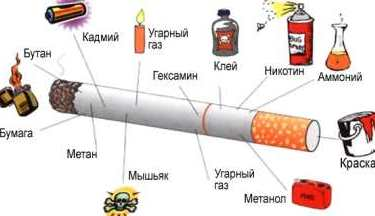 Кадмий
Угарный
газ
Бутан
Клей
Гексамин
Никотин
Аммоний
Бумага
Метан
Мышьяк
Угарный
газ
Метанол
Краска